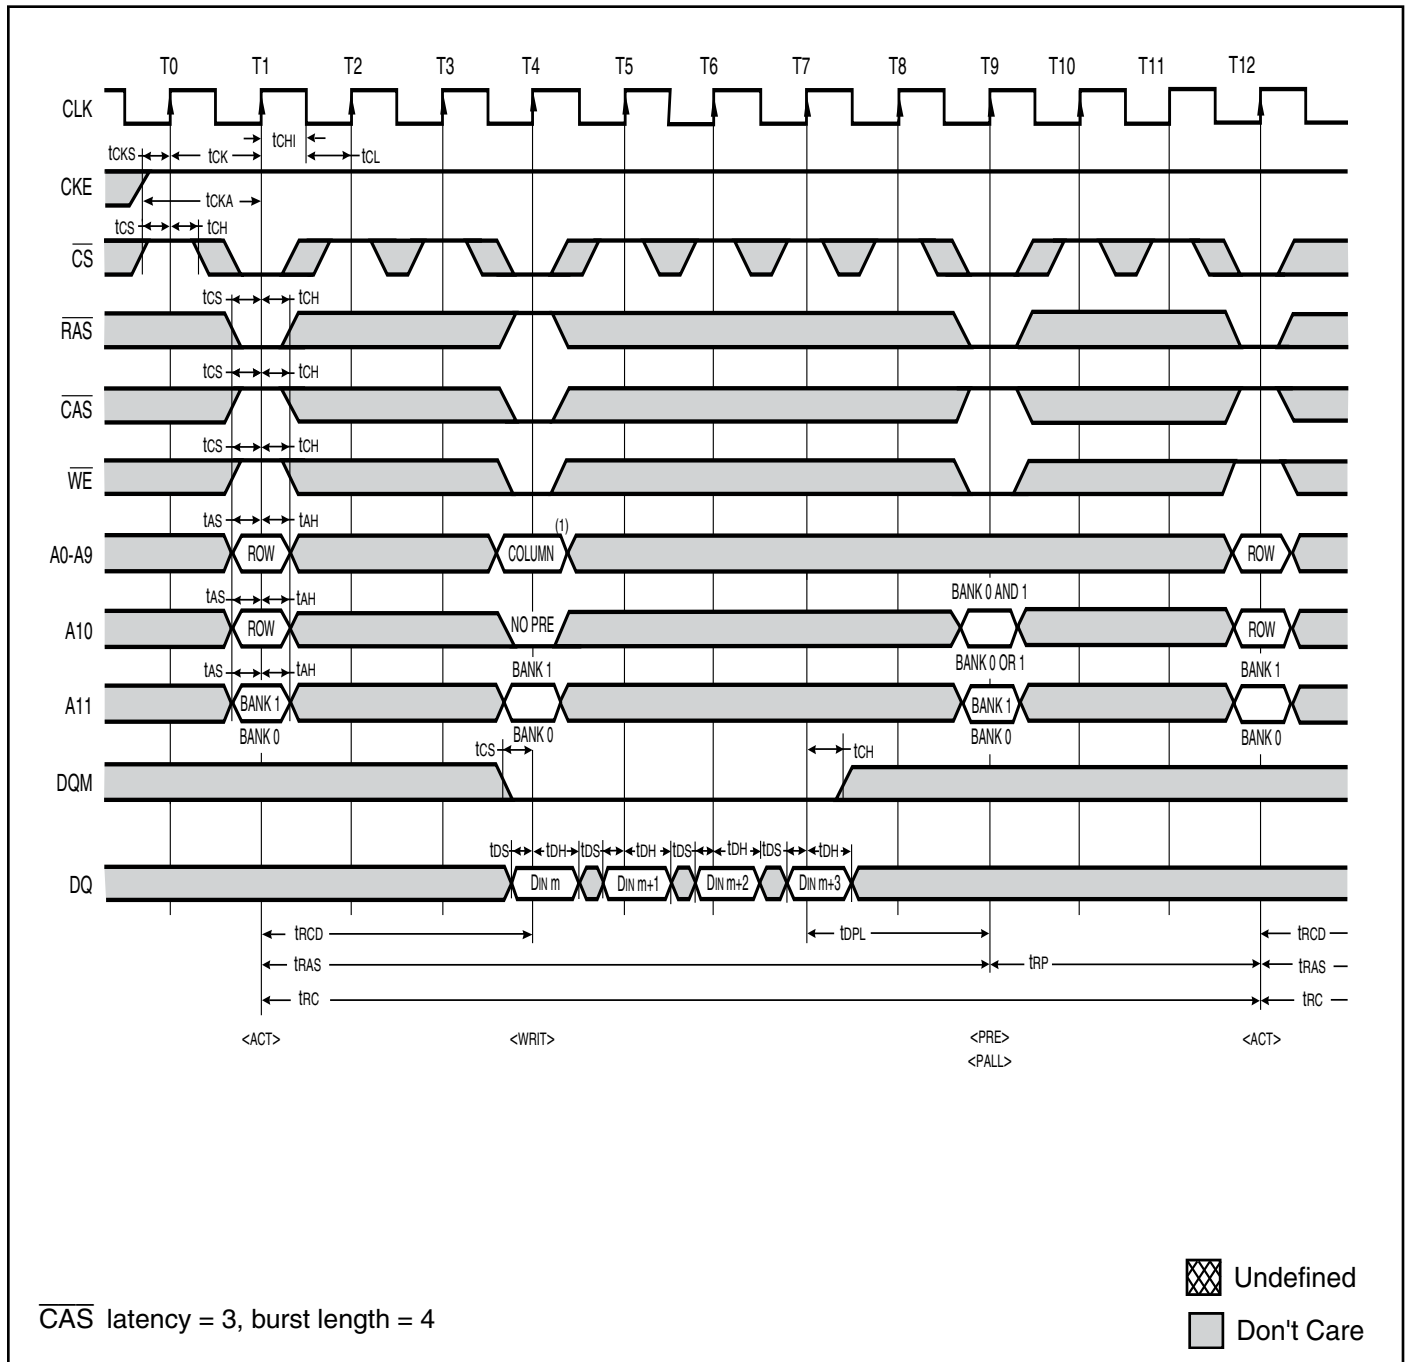 T0 T1 T2 T3 T4 T5 T6 T7 T8 T9 T10 T11 T12
CLK
tCHI
tCKS tCK tCL
CKE
tCKA
tCS tCH
CS
tCS tCH
RAS
tCS tCH
CAS
tCS tCH
WE
tAS tAH (1)
A0-A9 ROW COLUMN ROW
tAS tAH BANK 0 AND 1
A10 ROW NO PRE ROW
tAS tAH BANK 1 BANK 0 OR 1 BANK 1
A11 BANK 1 BANK 1
BANK 0 BANK 0 BANK 0 BANK 0
tCS tCH
DQM
tDS tDH tDS tDH tDS tDH tDS tDH
DQ DIN m DIN m+1 DIN m+2 DIN m+3
tRCD tDPL tRCD
tRAS tRP tRAS
tRC tRC
<ACT> <WRIT> <PRE> <ACT>
<PALL>
Undefined
CAS latency = 3, burst length = 4
Don't Care